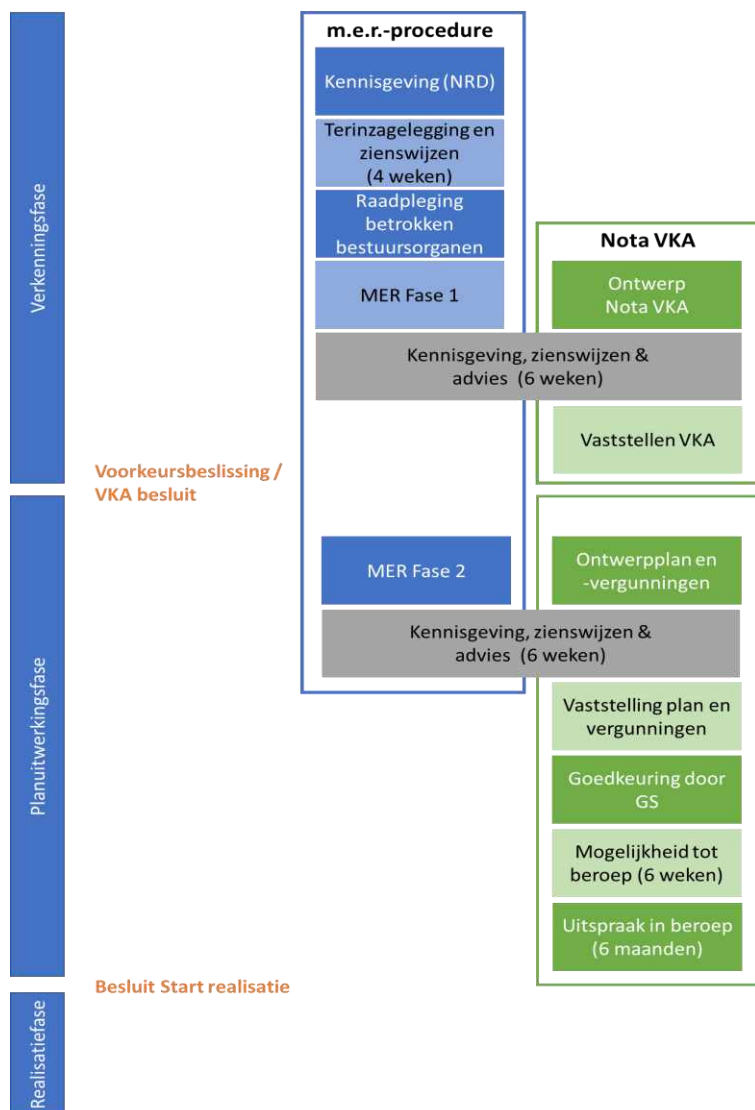 m.e.r.-procedure
Kennisgeving (NRD)
Terinzagelegging en
zienswijzen
(4 weken)
Raadpleging
betrokken
bestuursorganen
MER Fase 1
Nota VKA
Ontwerp
Nota VKA
Kennisgeving, zienswijzen &
advies (6 weken)
Vaststellen VKA
Verkenningsfase
Voorkeursbeslissing /
VKA besluit
MER Fase 2
Ontwerpplan en
-vergunningen
Kennisgeving, zienswijzen &
advies (6 weken)
Vaststelling plan en
vergunningen
Goedkeuring door
GS
Mogelijkheid tot
beroep (6 weken)
Uitspraak in beroep
(6 maanden)
Planuitwerkingsfase
Besluit Start realisatie
Realisatiefase